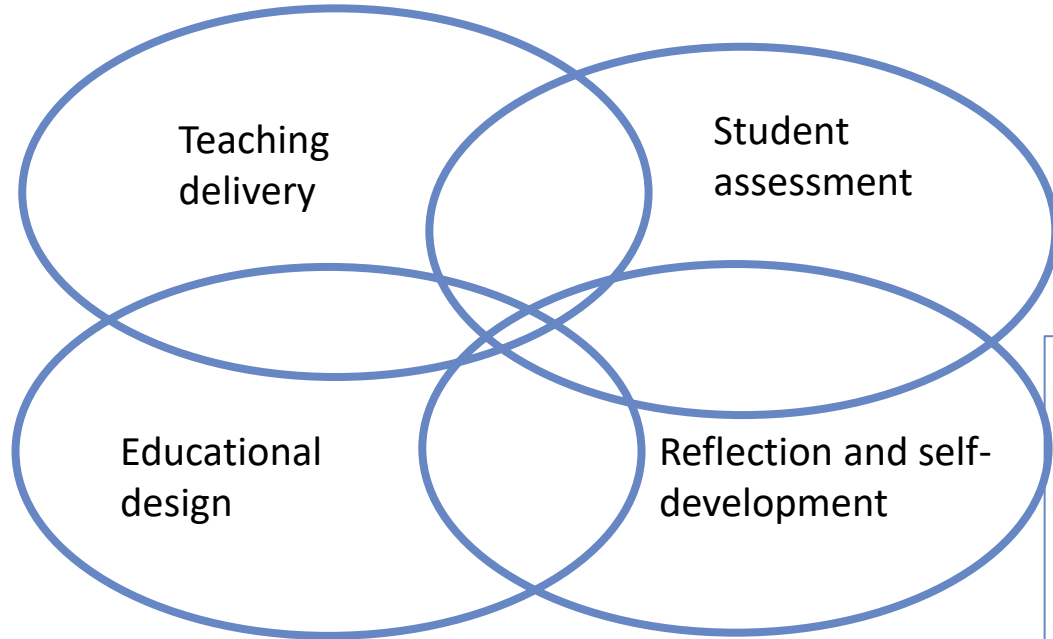 Teaching
delivery
Student
assessment
Educational
design
Reflection and self-
development